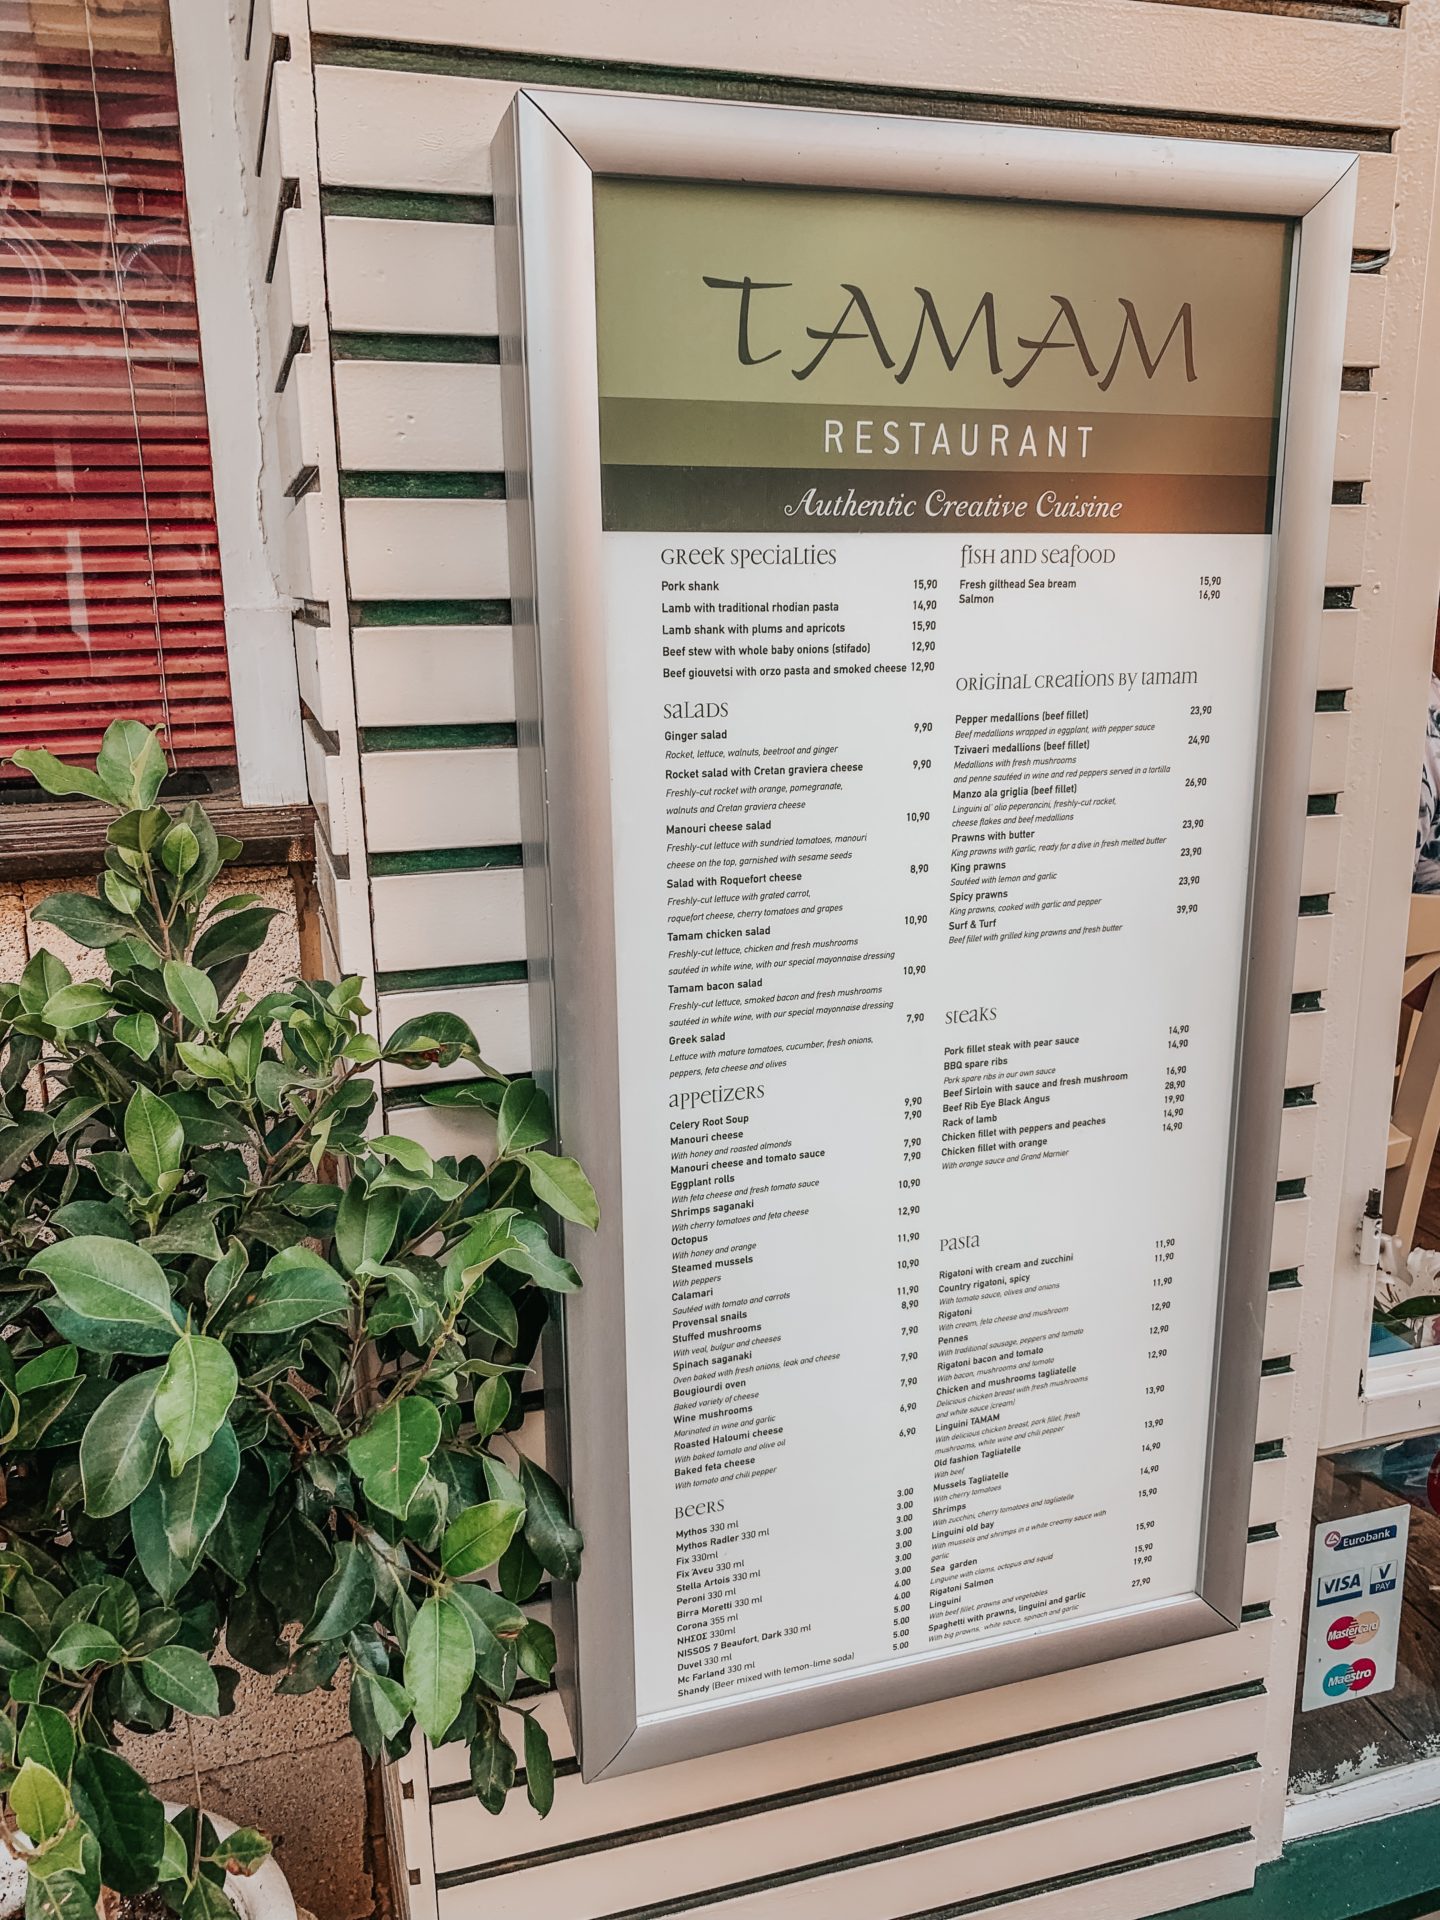 TAMAM
RESTAURANT
Authentic Creative Cuisine
Greek specialties
Pork shank 15,90
Lamb with traditional rhodian pasta 14,90
Lamb shank with plums and apricots 15,90
Beef stew with whole baby onions (stifado) 12,90
Beef giouvetsi with orzo pasta and smoked cheese 12,90
salads
Ginger salad 9,90
Rocket, lettuce, walnuts, beetroot and ginger
Rocket salad with Cretan graviera cheese 9,90
Freshly-cut rocket with orange, pomegranate,
walnuts and Cretan graviera cheese
Manouri cheese salad 10,90
Freshly-cut lettuce with sundried tomatoes, manouri
cheese on the top, garnished with sesame seeds
Salad with Roquefort cheese 8,90
Freshly-cut lettuce with grated carrot,
roquefort cheese, cherry tomatoes and grapes
Tamam chicken salad 10,90
Freshly-cut lettuce, chicken and fresh mushrooms
sautéed in white wine, with our special mayonnaise dressing
Tamam bacon salad 10,90
Freshly-cut lettuce, smoked bacon and fresh mushrooms
sautéed in white wine, with our special mayonnaise dressing
Greek salad 7,90
Lettuce with mature tomatoes, cucumber, fresh onions,
peppers, feta cheese and olives
appetizers
Celery Root Soup 9,90
Manouri cheese 7,90
With honey and roasted almonds
Manouri cheese and tomato sauce 7,90
Eggplant rolls 7,90
With feta cheese and fresh tomato sauce
Shrimps saganaki 10,90
With cherry tomatoes and feta cheese
Octopus 12,90
With honey and orange
Steamed mussels 11,90
With peppers
Calamari 10,90
Sautéed with tomato and carrots
Provensal snails 11,90
Stuffed mushrooms 8,90
With veal, bulgur and cheeses
Spinach saganaki 7,90
Oven baked with fresh onions, leak and cheese
Bougiourdi oven 7,90
Baked variety of cheese
Wine mushrooms 7,90
Marinated in wine and garlic
Roasted Haloumi cheese 6,90
With baked tomato and olive oil
Baked feta cheese 6,90
With tomato and chili pepper
Beers
Mythos 330 ml 3.00
Mythos Radler 330 ml 3.00
Fix 330ml 3.00
Fix Άνευ 330 ml 3.00
Stella Artois 330 ml 3.00
Peroni 330 ml 3.00
Birra Moretti 330 ml 3.00
Corona 355 ml 4.00
ΝΗΣΟΣ 330ml 4.00
NISSOS 7 Beaufort, Dark 330 ml 5.00
Duvel 330 ml 5.00
Mc Farland 330 ml 5.00
Shandy (Beer mixed with lemon-lime soda) 5.00
fish and seafood
Fresh gilthead Sea bream 15,90
Salmon 16,90
original creations by tamam
Pepper medallions (beef fillet) 23,90
Beef medallions wrapped in eggplant, with pepper sauce
Tzivaeri medallions (beef fillet) 24,90
Medallions with fresh mushrooms
and penne sautéed in wine and red peppers served in a tortilla
Manzo ala griglia (beef fillet) 26,90
Linguini al' olio peperoncini, freshly-cut rocket,
cheese flakes and beef medallions
Prawns with butter 23,90
King prawns with garlic, ready for a dive in fresh melted butter
King prawns 23,90
Sautéed with lemon and garlic
Spicy prawns 23,90
King prawns, cooked with garlic and pepper
Surf & Turf 39,90
Beef fillet with grilled king prawns and fresh butter
steaks
Pork fillet steak with pear sauce 14,90
BBQ spare ribs 14,90
Pork spare ribs in our own sauce
Beef Sirloin with sauce and fresh mushroom 16,90
Beef Rib Eye Black Angus 28,90
Rack of lamb 19,90
Chicken fillet with peppers and peaches 14,90
Chicken fillet with orange 14,90
With orange sauce and Grand Marnier
pasta
Rigatoni with cream and zucchini 11,90
Country rigatoni, spicy 11,90
With tomato sauce, olives and onions
Rigatoni 11,90
With cream, feta cheese and mushroom
Pennes 12,90
With traditional sausage, peppers and tomato
Rigatoni bacon and tomato 12,90
With bacon, mushrooms and tomato
Chicken and mushrooms tagliatelle 12,90
Delicious chicken breast with fresh mushrooms
and white sauce (cream)
Linguini TAMAM 13,90
With delicious chicken breast, pork fillet, fresh
mushrooms, white wine and chili pepper
Old fashion Tagliatelle 13,90
With beef
Mussels Tagliatelle 14,90
With cherry tomatoes
Shrimps 14,90
With zucchini, cherry tomatoes and tagliatelle
Linguini old bay 15,90
With mussels and shrimps in a white creamy sauce with
garlic
Sea garden 15,90
Linguine with clams, octopus and squid
Rigatoni Salmon 15,90
Linguini 19,90
With beef fillet, prawns and vegetables
Spaghetti with prawns, linguini and garlic 27,90
With big prawns, white sauce, spinach and garlic
Eurobank
VISA
V
PAY
MasterCard
Maestro